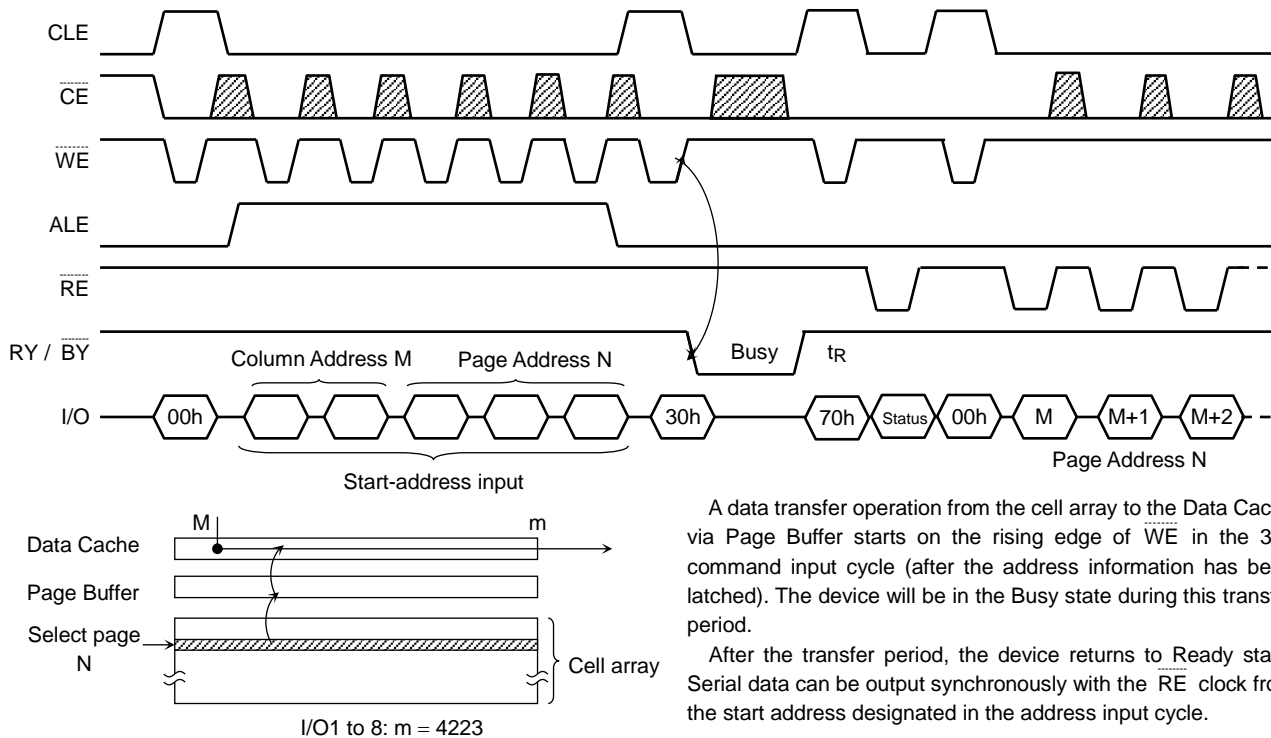 CLE
CE
WE
ALE
RE
RY / BY
Busy
tR
Column Address M
Page Address N
I/O
00h
30h
70h
Status
00h
M
M+1
M+2
Start-address input
Page Address N
M
m
Data Cache
Page Buffer
Select page
N
Cell array
I/O1 to 8: m = 4223
A data transfer operation from the cell array to the Data Cac
via Page Buffer starts on the rising edge of WE in the 3
command input cycle (after the address information has be
latched). The device will be in the Busy state during this transf
period.
After the transfer period, the device returns to Ready sta
Serial data can be output synchronously with the RE clock fro
the start address designated in the address input cycle.